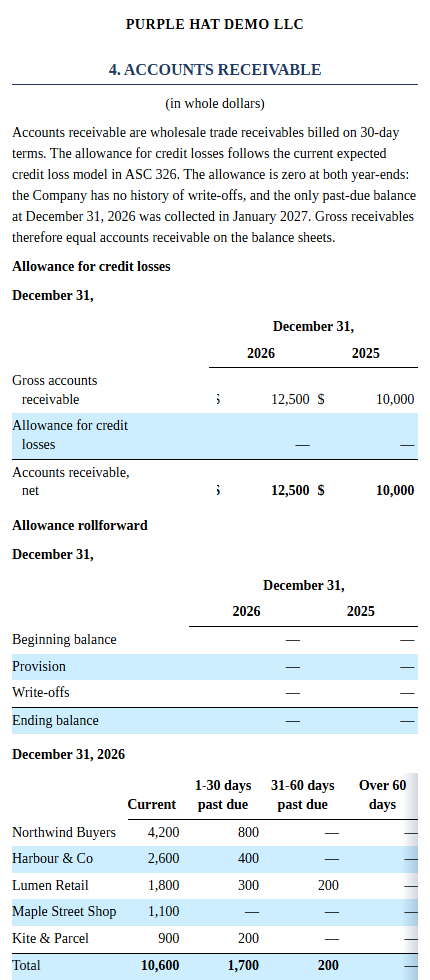 PURPLE HAT DEMO LLC
4. ACCOUNTS RECEIVABLE
(in whole dollars)
Accounts receivable are wholesale trade receivables billed on 30-day
terms. The allowance for credit losses follows the current expected
credit loss model in ASC 326. The allowance is zero at both year-ends:
the Company has no history of write-offs, and the only past-due balance
at December 31, 2026 was collected in January 2027. Gross receivables
therefore equal accounts receivable on the balance sheets.
Allowance for credit losses
December 31,
December 31,
2026 2025
Gross accounts
receivable $ 12,500 $ 10,000
Allowance for credit
losses — —
Accounts receivable,
net $ 12,500 $ 10,000
Allowance rollforward
December 31,
December 31,
2026 2025
Beginning balance — —
Provision — —
Write-offs — —
Ending balance — —
December 31, 2026
1-30 days 31-60 days Over 60
Current past due past due days
Northwind Buyers 4,200 800 — —
Harbour & Co 2,600 400 — —
Lumen Retail 1,800 300 200 —
Maple Street Shop 1,100 — — —
Kite & Parcel 900 200 — —
Total 10,600 1,700 200 —